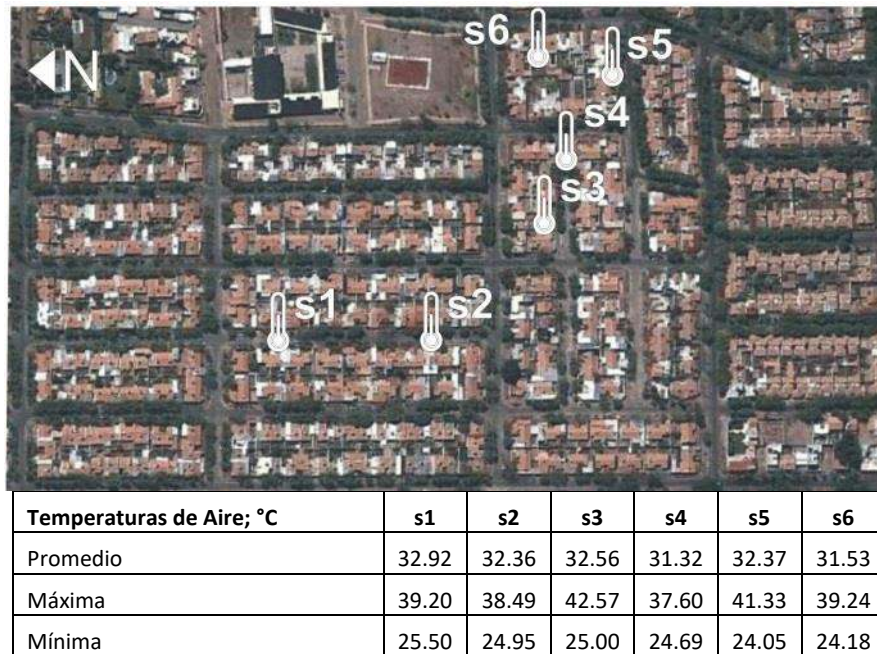 N
s6
s5
s4
s3
s1
s2
Temperaturas de Aire; °C s1 s2 s3 s4 s5 s6
Promedio 32.92 32.36 32.56 31.32 32.37 31.53
Máxima 39.20 38.49 42.57 37.60 41.33 39.24
Mínima 25.50 24.95 25.00 24.69 24.05 24.18